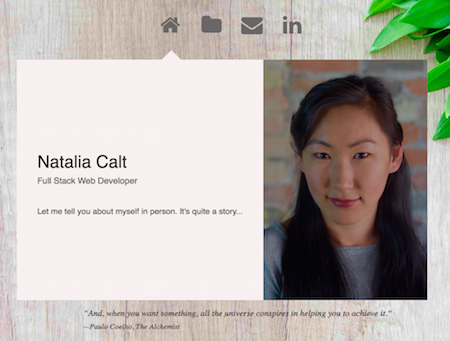 in
Natalia Calt
Full Stack Web Developer
Let me tell you about myself in person. It's quite a story...
"And, when you want something, all the universe conspires in helping you to achieve it."
—Paulo Coelho, The Alchemist